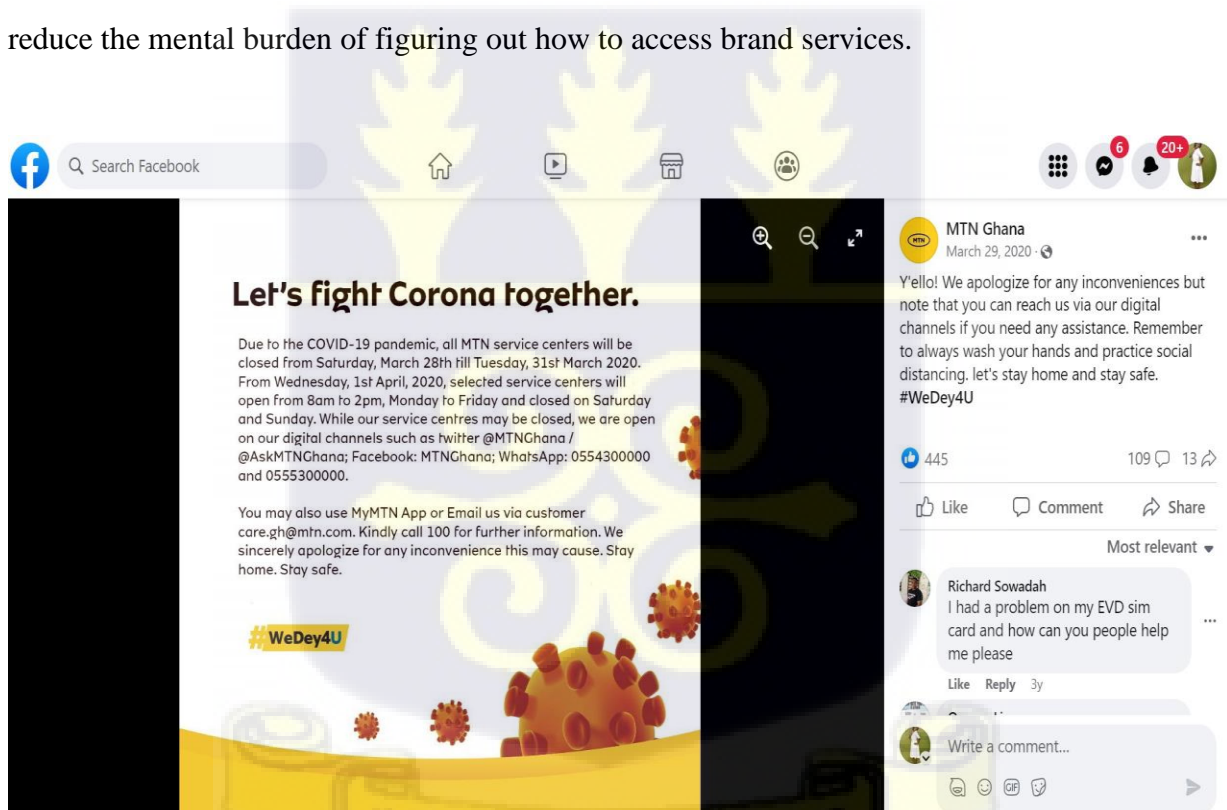 reduce the mental burden of figuring out how to access brand services.
Search Facebook
6
20+
Let's fight Corona together.
Due to the COVID-19 pandemic, all MTN service centers will be
closed from Saturday, March 28th till Tuesday, 31st March 2020.
From Wednesday, 1st April, 2020, selected service centers will
open from 8am to 2pm, Monday to Friday and closed on Saturday
and Sunday. While our service centres may be closed, we are open
on our digital channels such as twitter @MTNGhana /
@AskMTNGhana; Facebook: MTNGhana; WhatsApp: 0554300000
and 0555300000.
You may also use MyMTN App or Email us via customer
care.gh@mtn.com. Kindly call 100 for further information. We
sincerely apologize for any inconvenience this may cause. Stay
home. Stay safe.
#WeDey4U
MTN
MTN Ghana
March 29, 2020
Y'ello! We apologize for any inconveniences but
note that you can reach us via our digital
channels if you need any assistance. Remember
to always wash your hands and practice social
distancing. let's stay home and stay safe.
#WeDey4U
445
109
13
Like
Comment
Share
Most relevant
Richard Sowadah
I had a problem on my EVD sim
card and how can you people help
me please
Like Reply 3y
Write a comment...
GIF